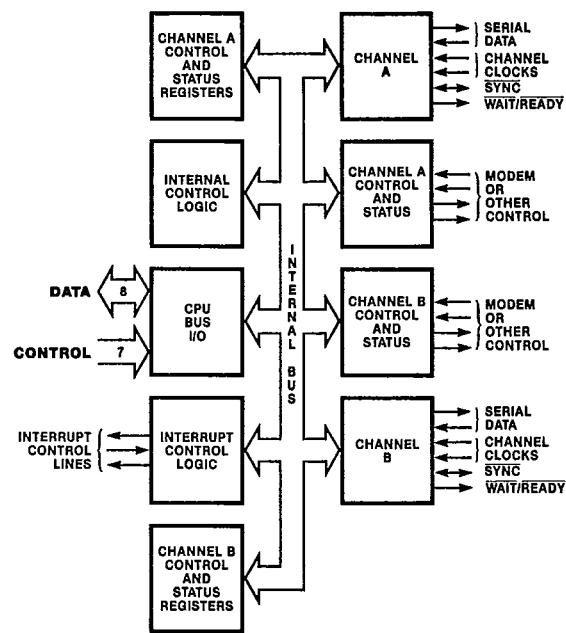 CHANNEL A
CONTROL
AND
STATUS
REGISTERS
CHANNEL
A
SERIAL
DATA
CHANNEL
CLOCKS
SYNC
WAIT/READY
INTERNAL
CONTROL
LOGIC
CHANNEL A
CONTROL
AND
STATUS
MODEM
OR
OTHER
CONTROL
INTERNAL BUS
DATA
8
CONTROL
7
CPU
BUS
I/O
CHANNEL B
CONTROL
AND
STATUS
MODEM
OR
OTHER
CONTROL
INTERRUPT
CONTROL
LINES
INTERRUPT
CONTROL
LOGIC
CHANNEL
B
SERIAL
DATA
CHANNEL
CLOCKS
SYNC
WAIT/READY
CHANNEL B
CONTROL
AND
STATUS
REGISTERS